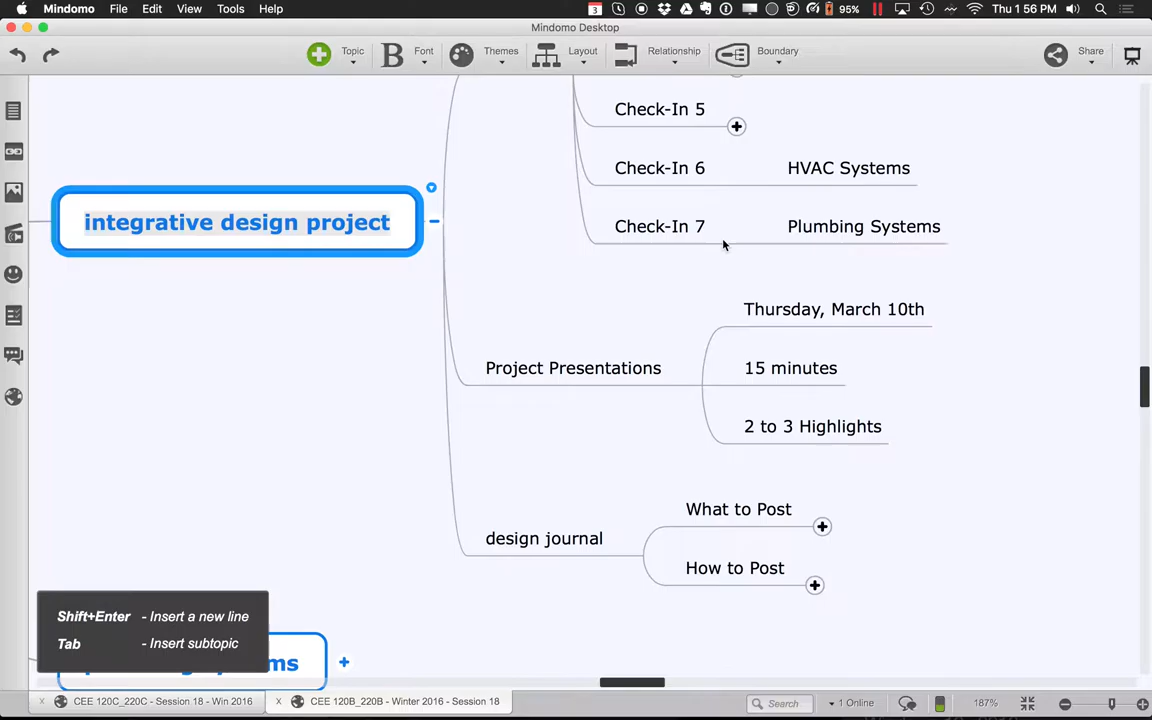 Mindomo File Edit View Tools Help
3
95%
Thu 1:56 PM
Mindomo Desktop
Topic
B Font
Themes
Layout
Relationship
Boundary
Share
Check-In 5
Check-In 6 HVAC Systems
integrative design project
Check-In 7 Plumbing Systems
Thursday, March 10th
Project Presentations 15 minutes
2 to 3 Highlights
What to Post
design journal
How to Post
Shift+Enter - Insert a new line
Tab - Insert subtopic
CEE 120C_220C - Session 18 - Win 2016
CEE 120B_220B - Winter 2016 - Session 18
Search
1 Online
187%